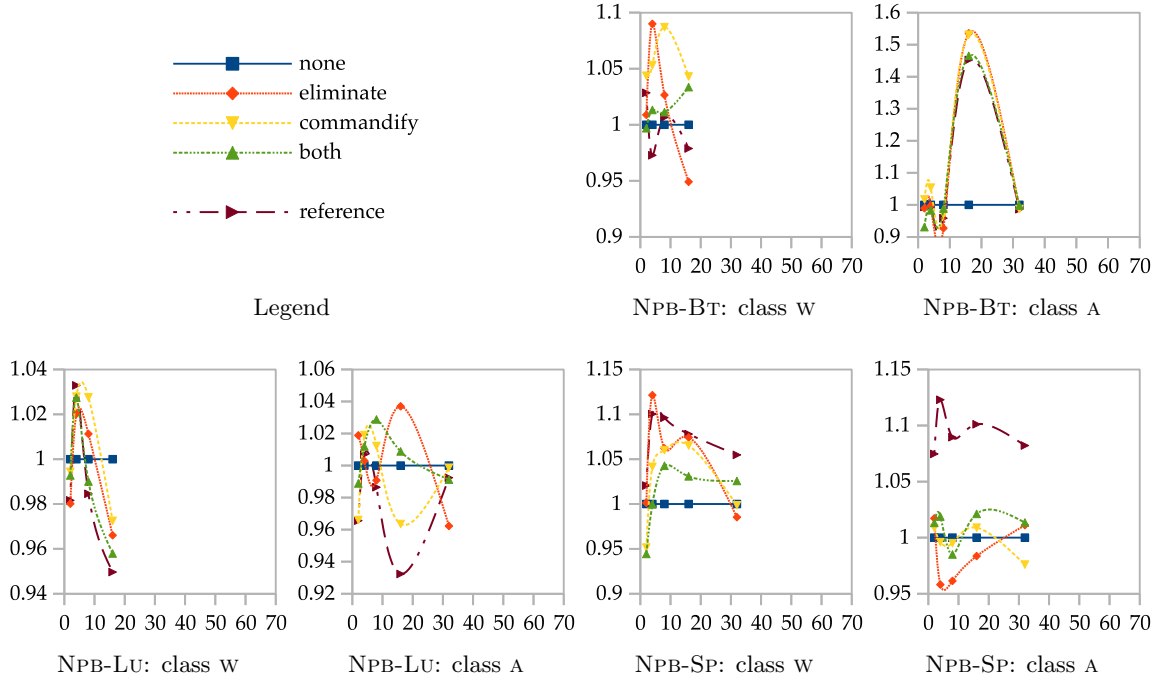 none
eliminate
commandify
both
reference
Legend
1.1
1.05
1
0.95
0.9
0 10 20 30 40 50 60 70
NPB-BT: class W
1.6
1.5
1.4
1.3
1.2
1.1
1
0.9
0 10 20 30 40 50 60 70
NPB-BT: class A
1.04
1.02
1
0.98
0.96
0.94
0 10 20 30 40 50 60 70
NPB-LU: class W
1.06
1.04
1.02
1
0.98
0.96
0.94
0.92
0 10 20 30 40 50 60 70
NPB-LU: class A
1.15
1.1
1.05
1
0.95
0.9
0 10 20 30 40 50 60 70
NPB-SP: class W
1.15
1.1
1.05
1
0.95
0 10 20 30 40 50 60 70
NPB-SP: class A